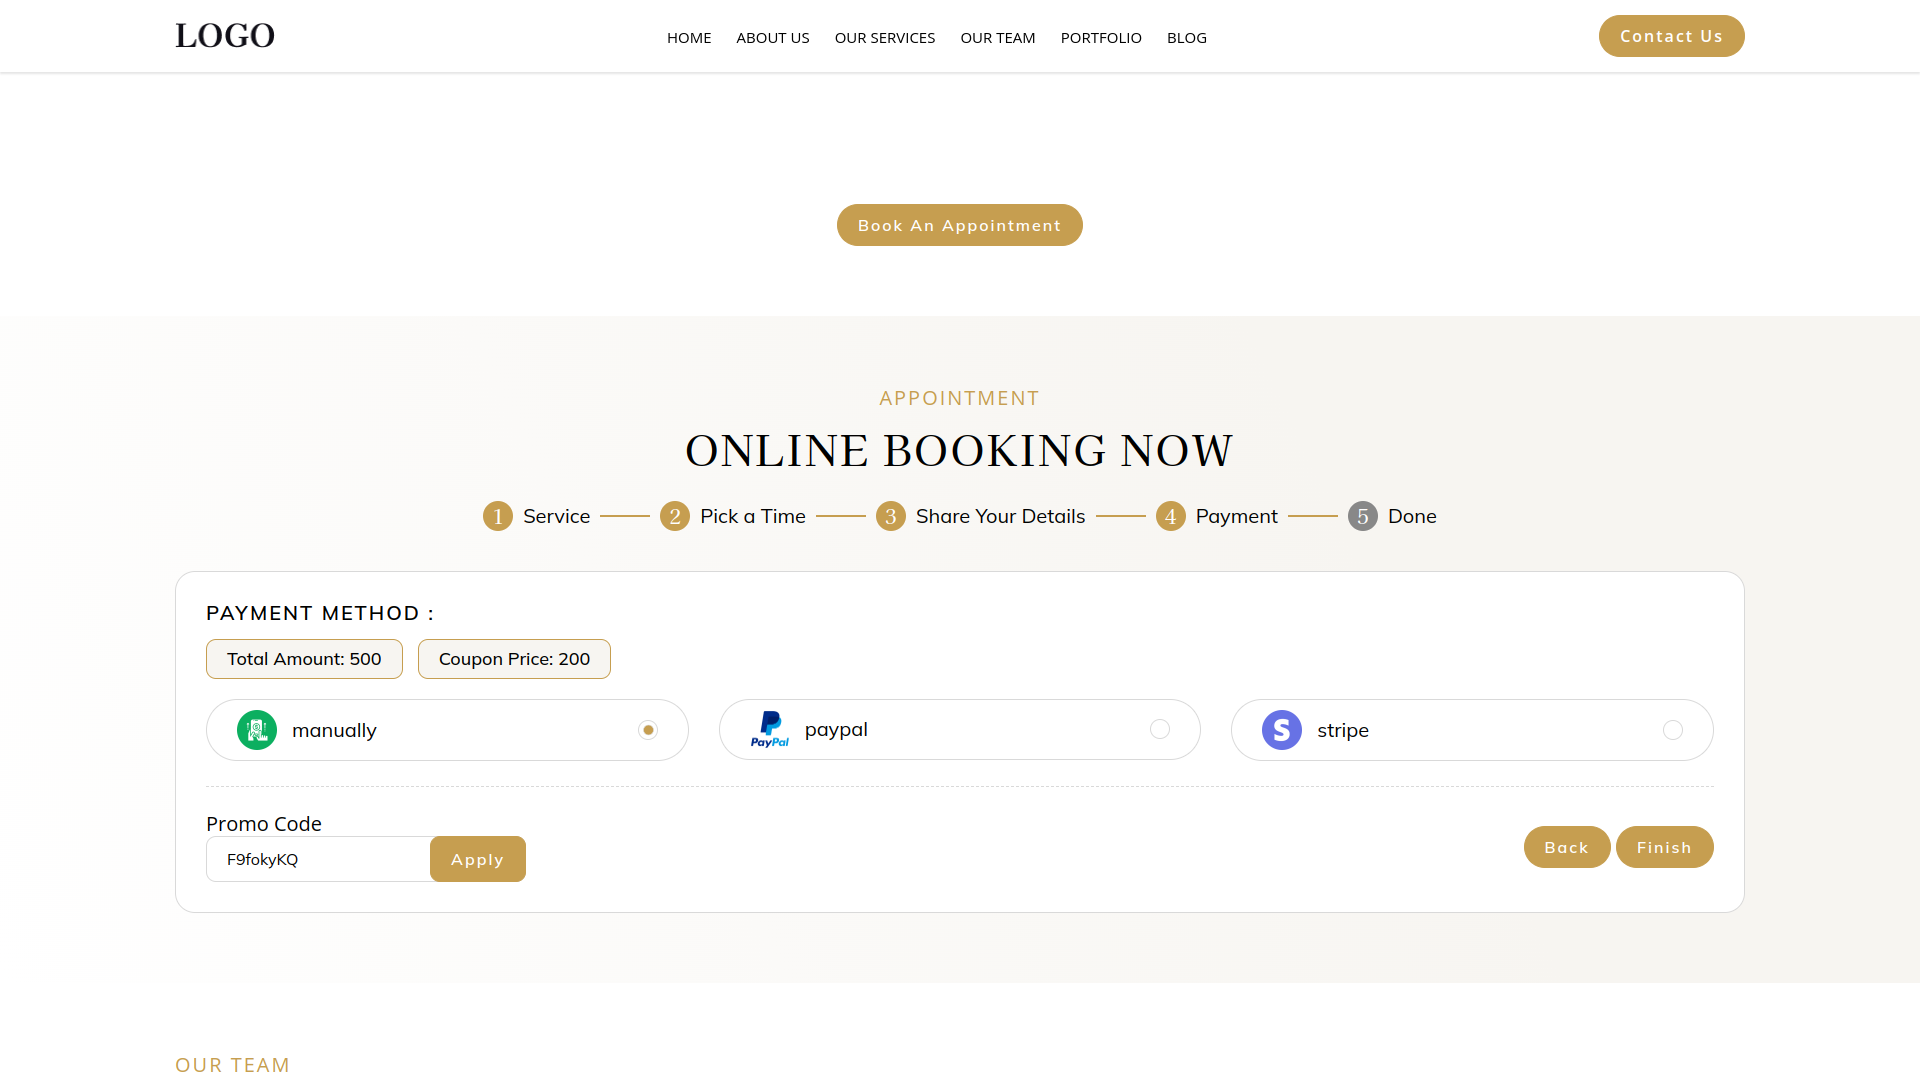 LOGO
HOME ABOUT US OUR SERVICES OUR TEAM PORTFOLIO BLOG
Contact Us
Book An Appointment
APPOINTMENT
ONLINE BOOKING NOW
1 Service 2 Pick a Time 3 Share Your Details 4 Payment 5 Done
PAYMENT METHOD :
Total Amount: 500 Coupon Price: 200
manually
PayPal paypal
S stripe
Promo Code
F9fokyKQ Apply
Back Finish
OUR TEAM